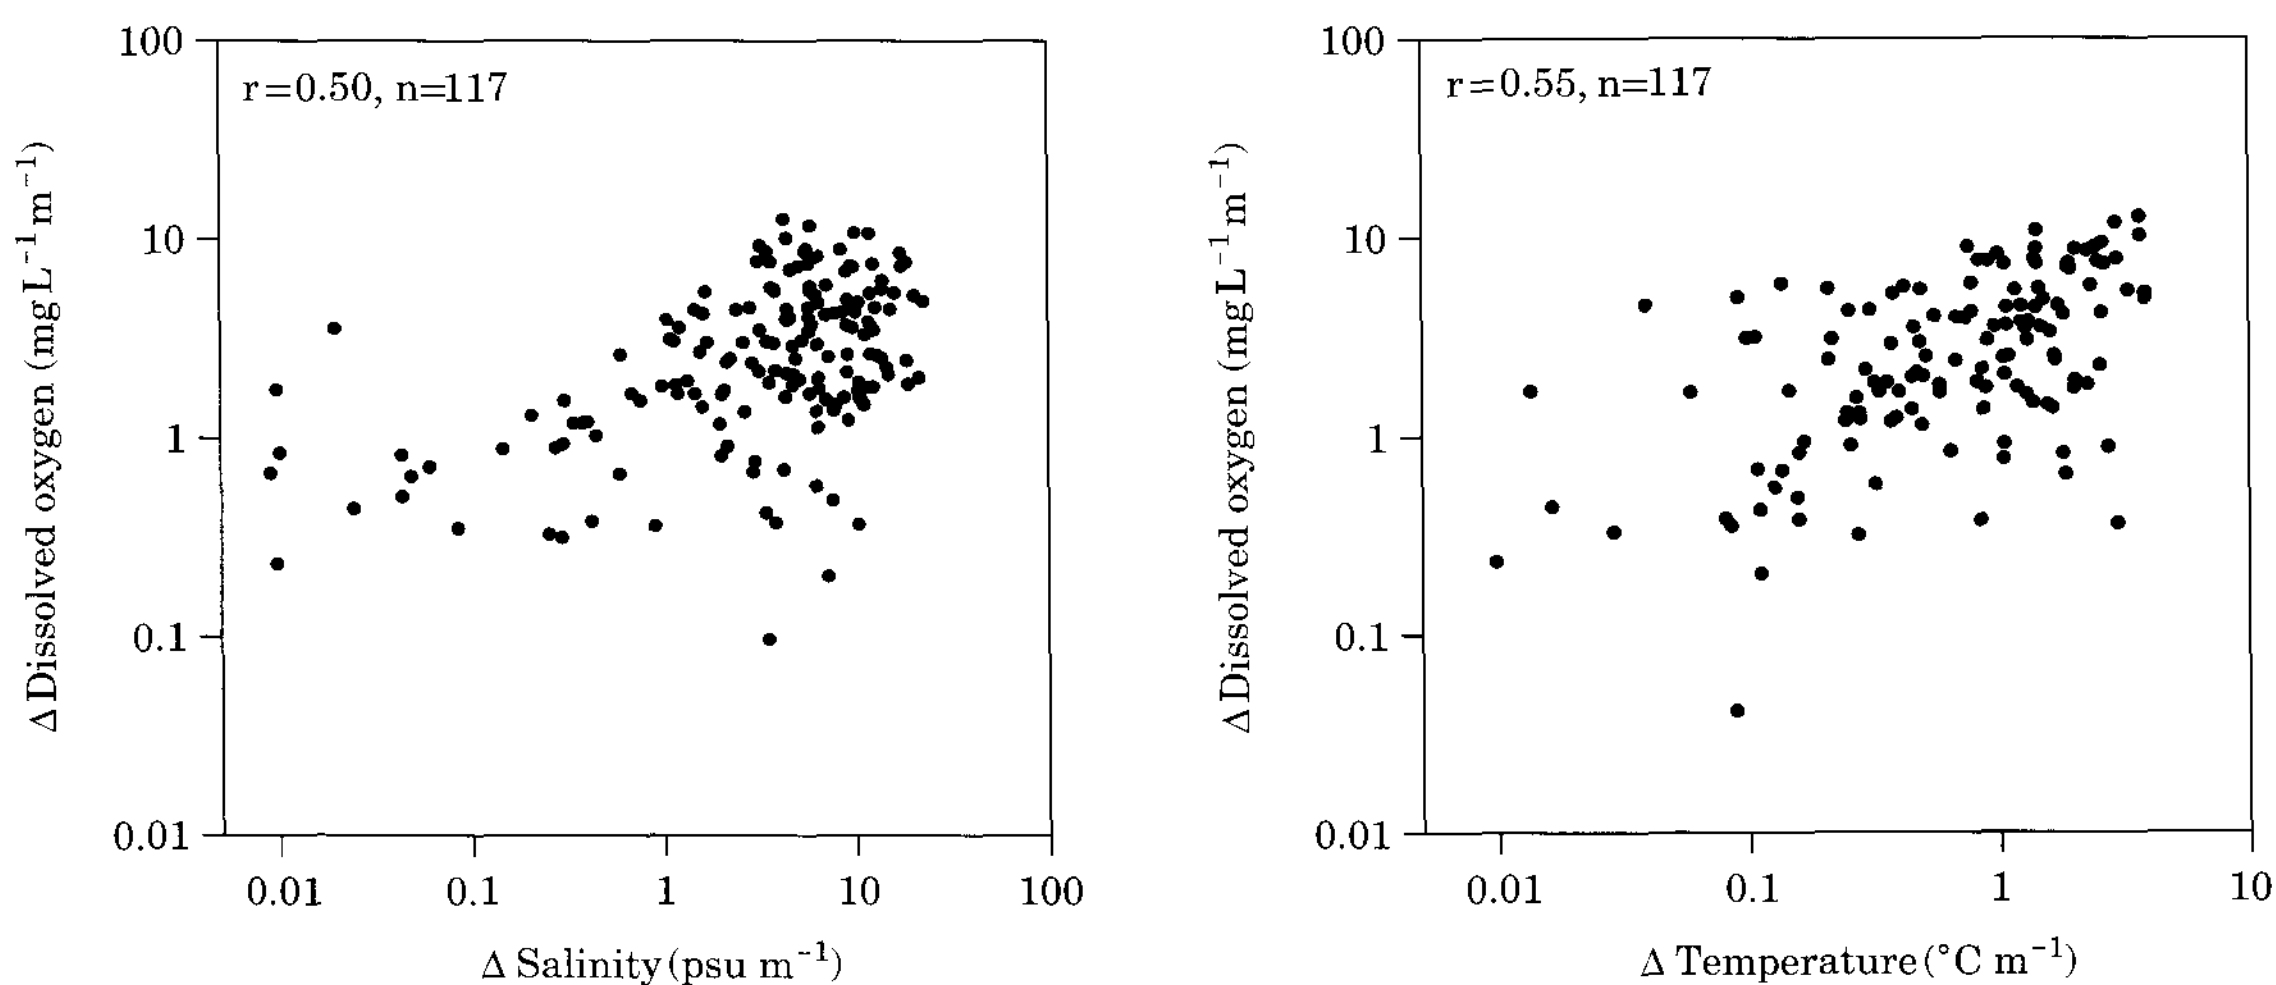 100
10
1
0.1
0.01
r=0.50, n=117
Δ Dissolved oxygen (mg L⁻¹ m⁻¹)
0.01 0.1 1 10 100
Δ Salinity (psu m⁻¹)
100
10
1
0.1
0.01
r=0.55, n=117
Δ Dissolved oxygen (mg L⁻¹ m⁻¹)
0.01 0.1 1 10
Δ Temperature (°C m⁻¹)